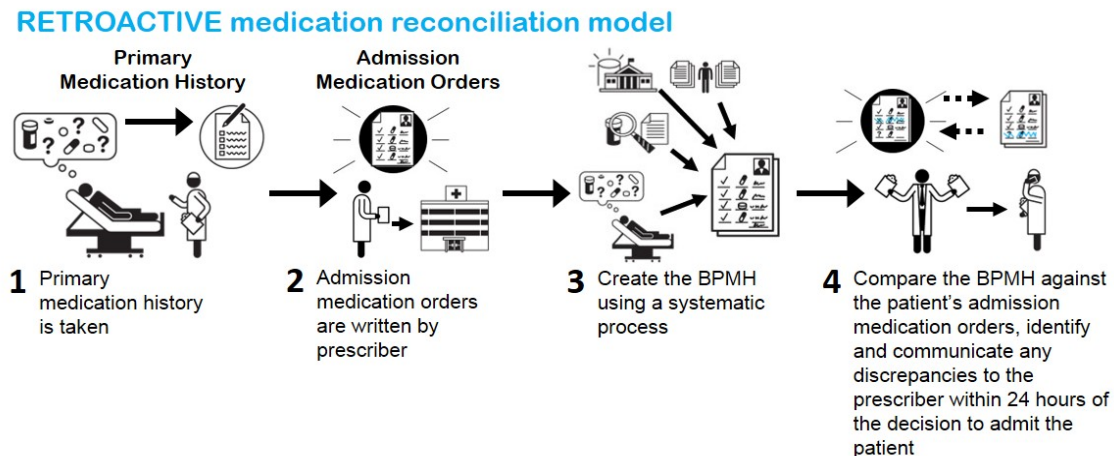 RETROACTIVE medication reconciliation model
Primary
Medication History
Admission
Medication Orders
? ? ? ?
1 Primary
medication history
is taken
2 Admission
medication orders
are written by
prescriber
? ? ? ?
3 Create the BPMH
using a systematic
process
4 Compare the BPMH against
the patient's admission
medication orders, identify
and communicate any
discrepancies to the
prescriber within 24 hours of
the decision to admit the
patient